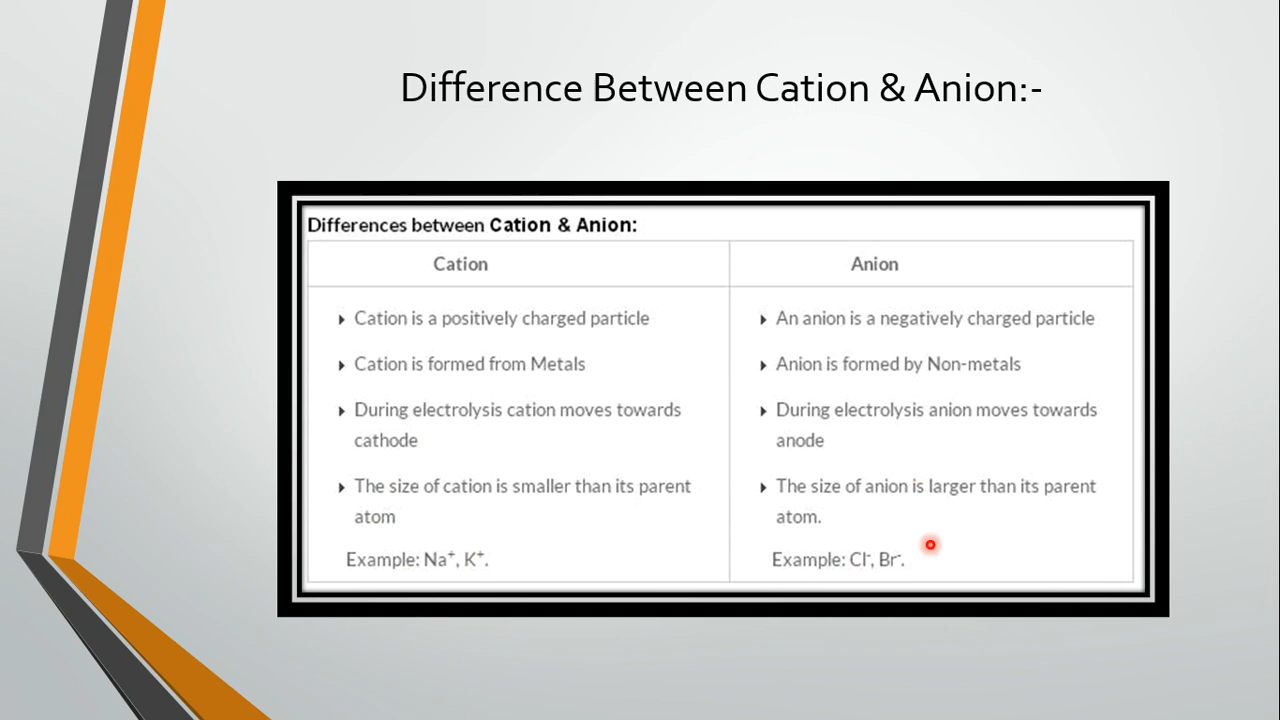 Difference Between Cation & Anion:-
Differences between Cation & Anion:
Cation
Anion
Cation is a positively charged particle
Cation is formed from Metals
During electrolysis cation moves towards
cathode
The size of cation is smaller than its parent
atom
Example: Na⁺, K⁺.
An anion is a negatively charged particle
Anion is formed by Non-metals
During electrolysis anion moves towards
anode
The size of anion is larger than its parent
atom.
Example: Cl⁻, Br⁻.